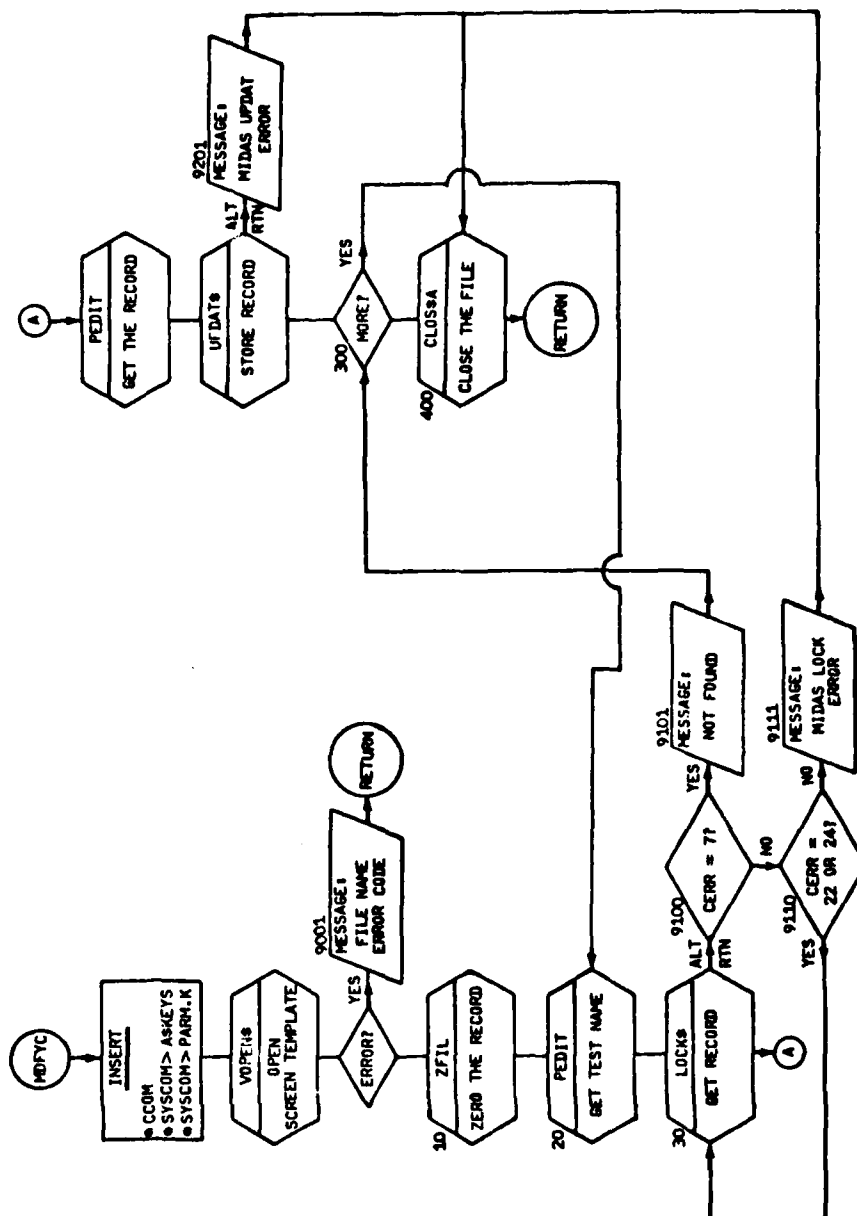 MDFYC
INSERT
● CCOM
● SYSCOM> A$KEYS
● SYSCOM> PARM.K
VOPEN$
OPEN
SCREEN TEMPLATE
ERROR?
YES
9001
MESSAGE:
FILE NAME
ERROR CODE
RETURN
10
ZFIL
ZERO THE RECORD
20
PEDIT
GET TEST NAME
30
LOCK$
GET RECORD
ALT
RTN
A
9100
CERR = 7?
YES
NO
9101
MESSAGE:
NOT FOUND
9110
CERR =
22 OR 24?
YES
NO
9111
MESSAGE:
MIDAS LOCK
ERROR
A
PEDIT
GET THE RECORD
UPDAT$
STORE RECORD
ALT
RTN
9201
MESSAGE:
MIDAS UPDAT
ERROR
300
MORE?
YES
400
CLOS$A
CLOSE THE FILE
RETURN